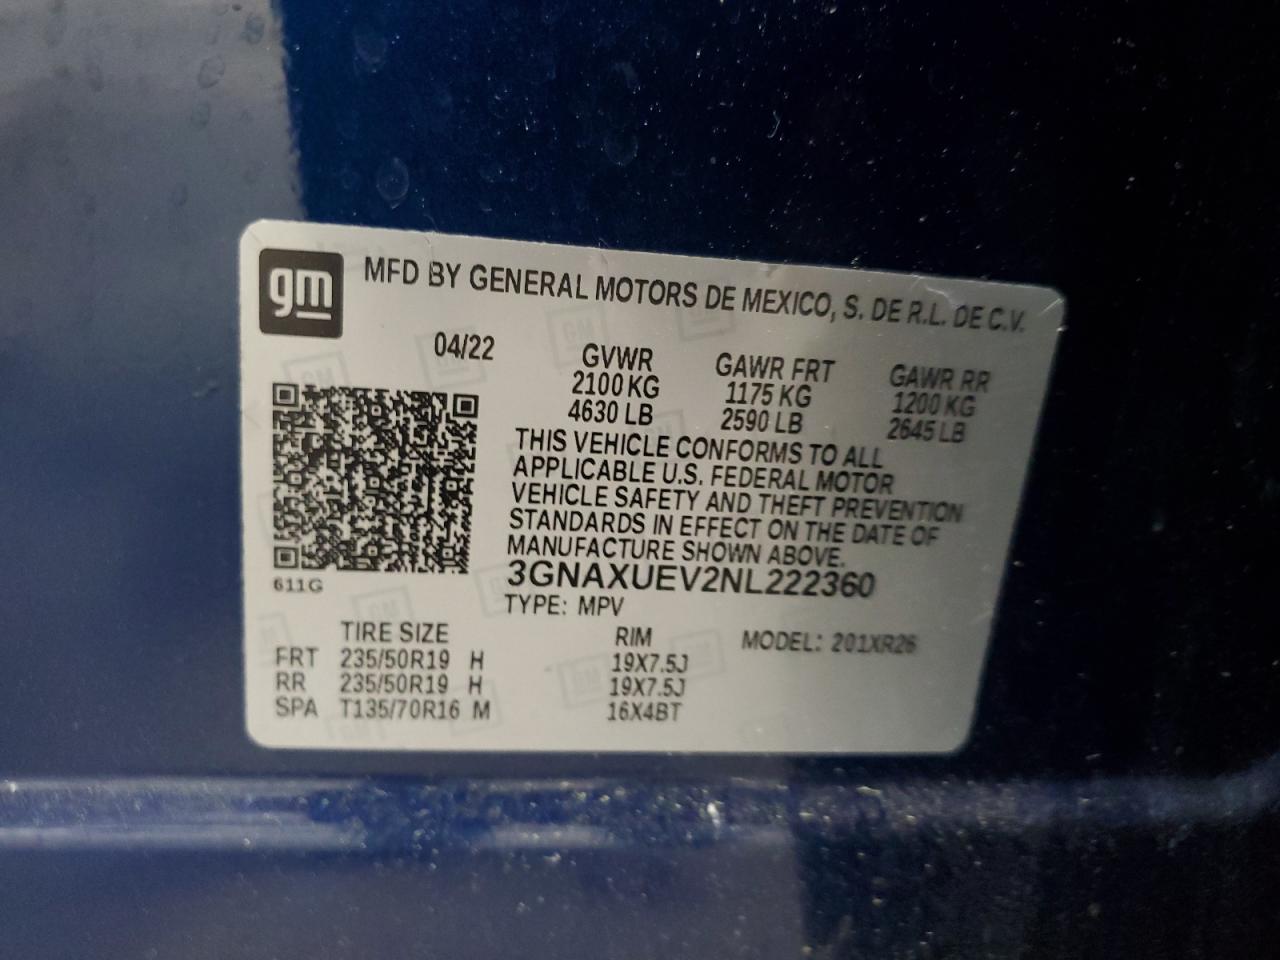 gm
MFD BY GENERAL MOTORS DE MEXICO, S. DE R.L. DE C.V.
04/22 GVWR GAWR FRT GAWR RR
2100 KG 1175 KG 1200 KG
4630 LB 2590 LB 2645 LB
THIS VEHICLE CONFORMS TO ALL
APPLICABLE U.S. FEDERAL MOTOR
VEHICLE SAFETY AND THEFT PREVENTION
STANDARDS IN EFFECT ON THE DATE OF
MANUFACTURE SHOWN ABOVE.
611G
3GNAXUEV2NL222360
TYPE: MPV
TIRE SIZE RIM MODEL: 201XR26
FRT 235/50R19 H 19X7.5J
RR 235/50R19 H 19X7.5J
SPA T135/70R16 M 16X4BT